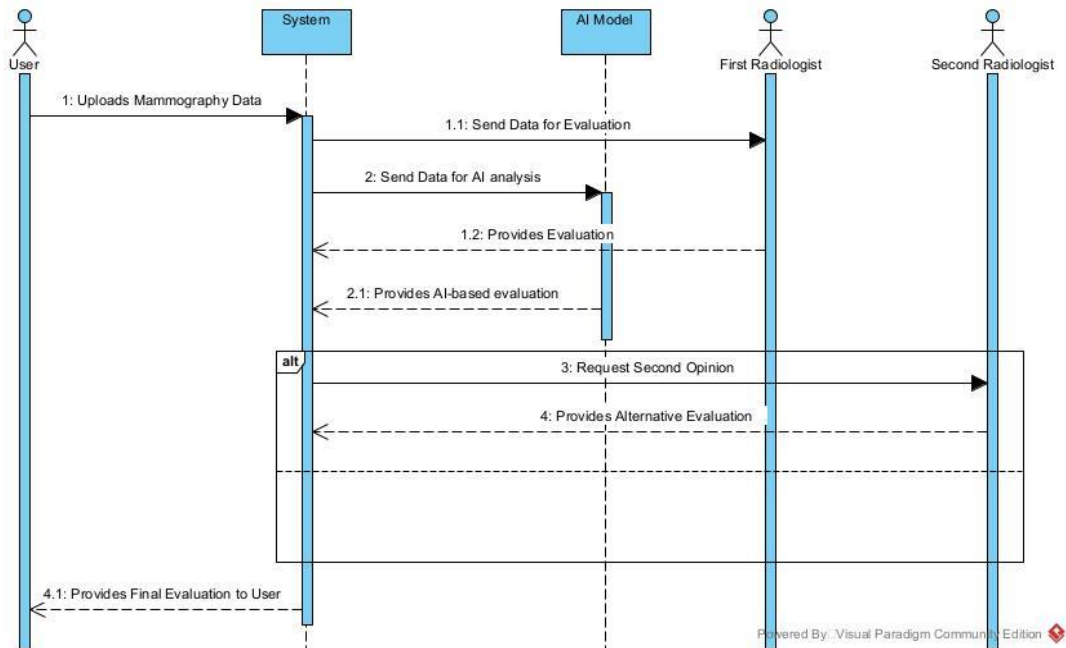 System
AI Model
User
First Radiologist
Second Radiologist
1: Uploads Mammography Data
1.1: Send Data for Evaluation
2: Send Data for AI analysis
1.2: Provides Evaluation
2.1: Provides AI-based evaluation
alt
3: Request Second Opinion
4: Provides Alternative Evaluation
4.1: Provides Final Evaluation to User
Powered By Visual Paradigm Community Edition